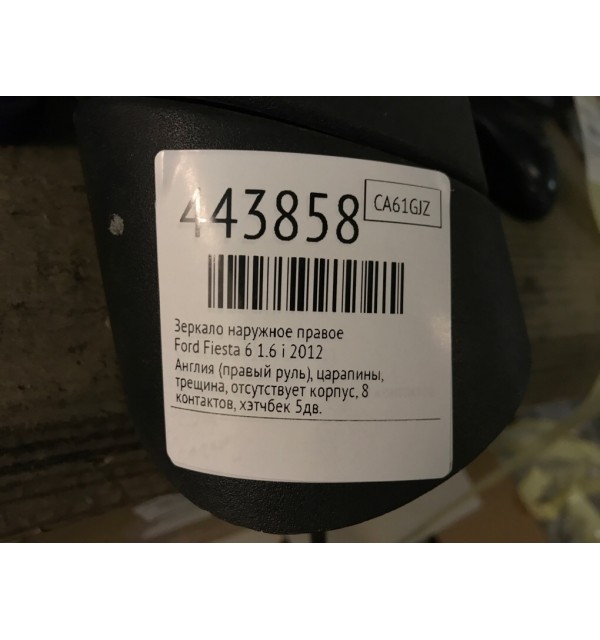 443858
CA61GJZ
Зеркало наружное правое
Ford Fiesta 6 1.6 i 2012
Англия (правый руль), царапины,
трещина, отсутствует корпус, 8
контактов, хэтчбек 5дв.